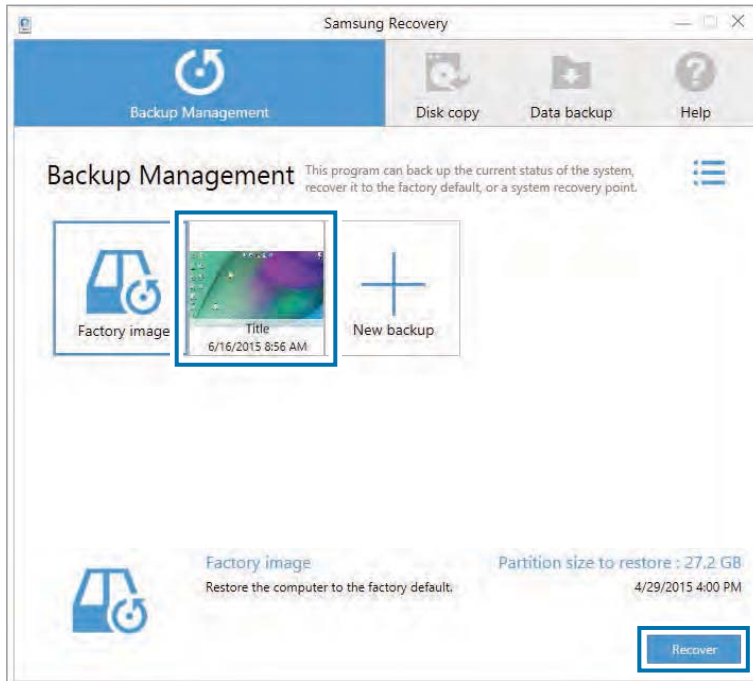 Samsung Recovery
Backup Management
Disk copy
Data backup
Help
Backup Management
This program can back up the current status of the system,
recover it to the factory default, or a system recovery point.
Factory image
Title
6/16/2015 8:56 AM
New backup
Factory image
Partition size to restore : 27.2 GB
Restore the computer to the factory default.
4/29/2015 4:00 PM
Recover